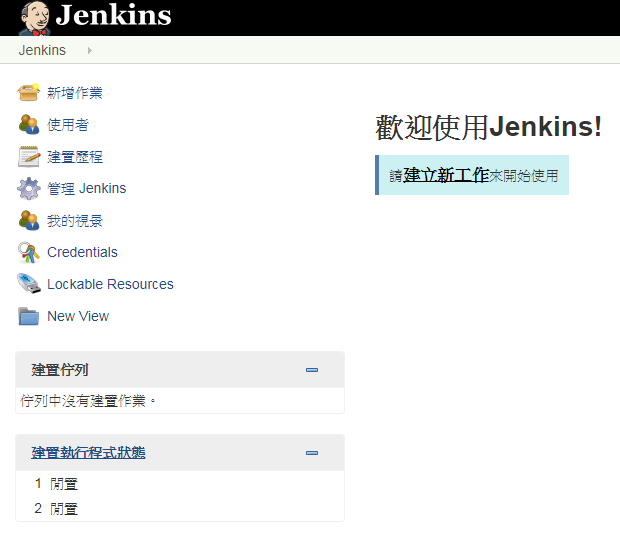 Jenkins
Jenkins
新增作業
使用者
建置歷程
管理 Jenkins
我的視景
Credentials
Lockable Resources
New View
建置佇列
佇列中沒有建置作業。
建置執行程式狀態
1 閒置
2 閒置
歡迎使用Jenkins!
請建立新工作來開始使用